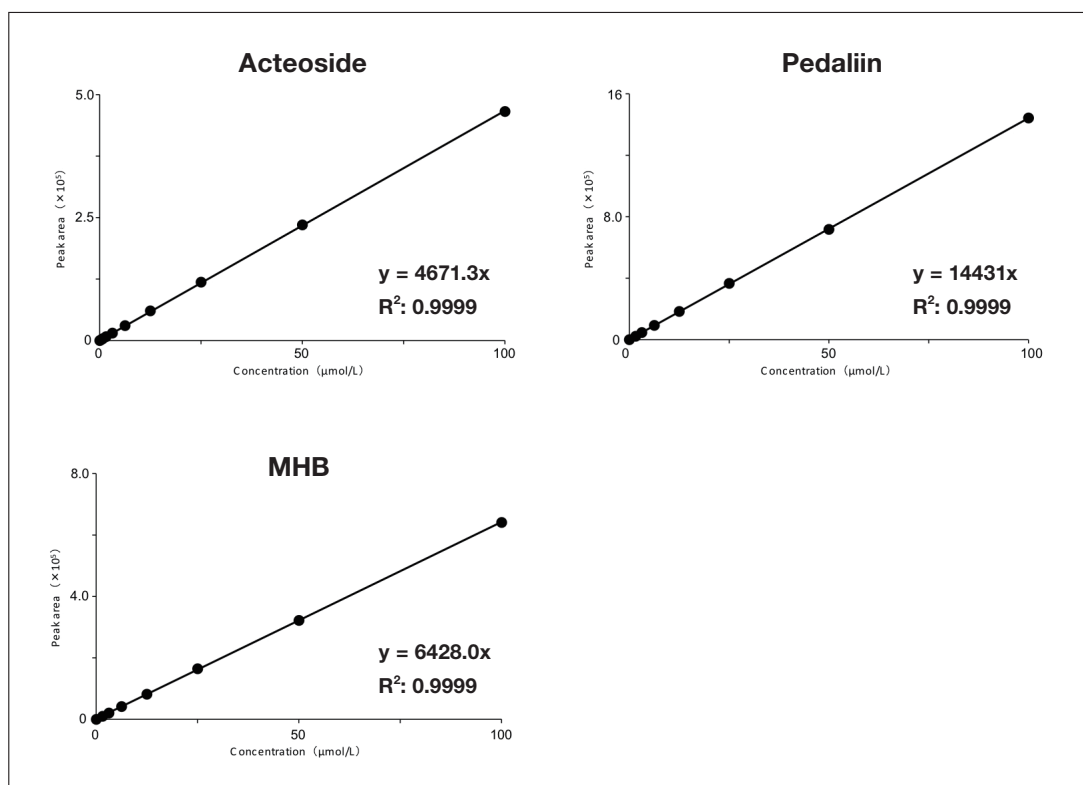 Acteoside
5.0
2.5
0
Peak area (×10⁵)
0
50
100
Concentration (μmol/L)
y = 4671.3x
R²: 0.9999
Pedaliin
16
8.0
0
Peak area (×10⁵)
0
50
100
Concentration (μmol/L)
y = 14431x
R²: 0.9999
MHB
8.0
4.0
0
Peak area (×10⁵)
0
50
100
Concentration (μmol/L)
y = 6428.0x
R²: 0.9999